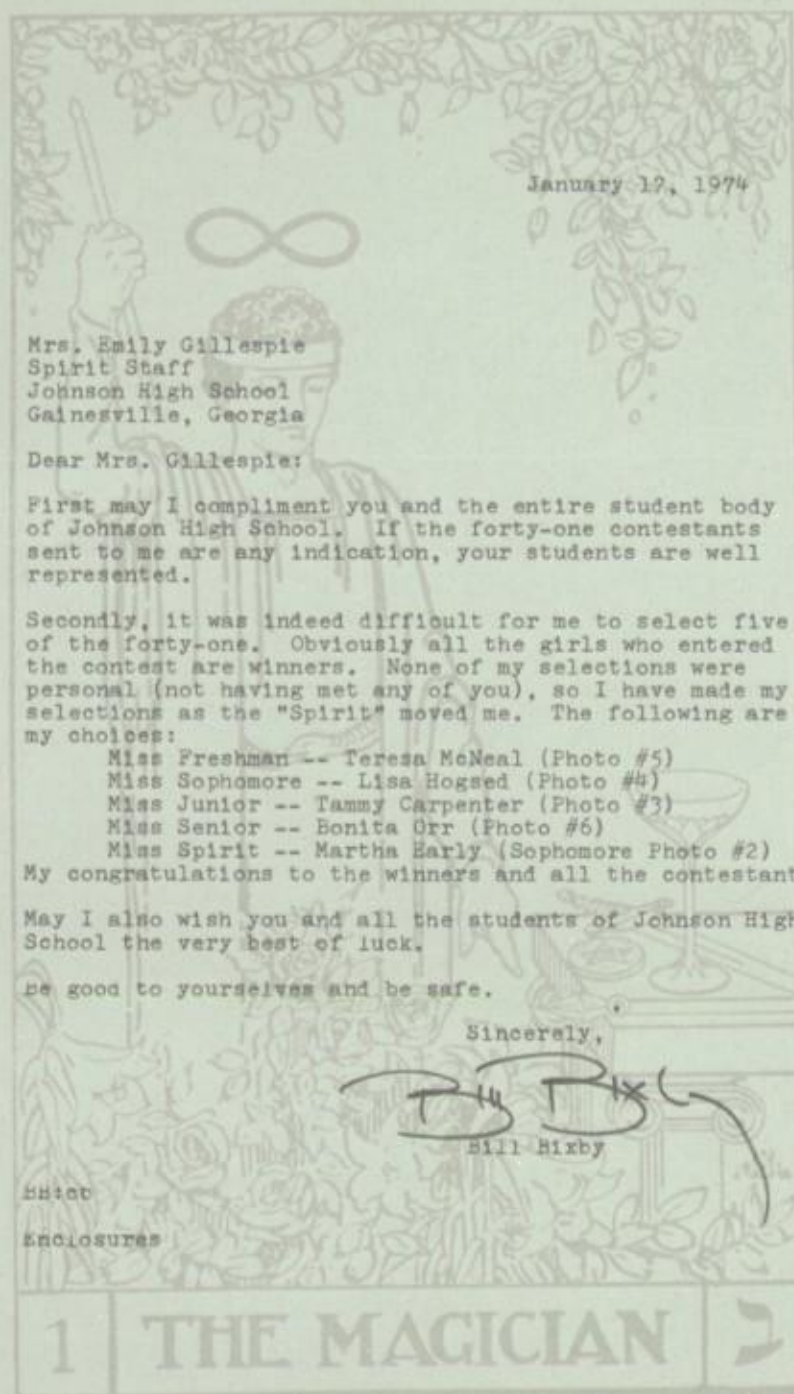 January 12, 1974
Mrs. Emily Gillespie
Spirit Staff
Johnson High School
Gainesville, Georgia
Dear Mrs. Gillespie:
First may I compliment you and the entire student body
of Johnson High School. If the forty-one contestants
sent to me are any indication, your students are well
represented.
Secondly, it was indeed difficult for me to select five
of the forty-one. Obviously all the girls who entered
the contest are winners. None of my selections were
personal (not having met any of you), so I have made my
selections as the "Spirit" moved me. The following are
my choices:
Miss Freshman -- Teresa McNeal (Photo #5)
Miss Sophomore -- Lisa Hogsed (Photo #4)
Miss Junior -- Tammy Carpenter (Photo #3)
Miss Senior -- Bonita Orr (Photo #6)
Miss Spirit -- Martha Early (Sophomore Photo #2)
My congratulations to the winners and all the contestant
May I also wish you and all the students of Johnson High
School the very best of luck.
Be good to yourselves and be safe.
Sincerely,
Bill Bixby
Bill Bixby
Enclosures
1 THE MAGICIAN ב